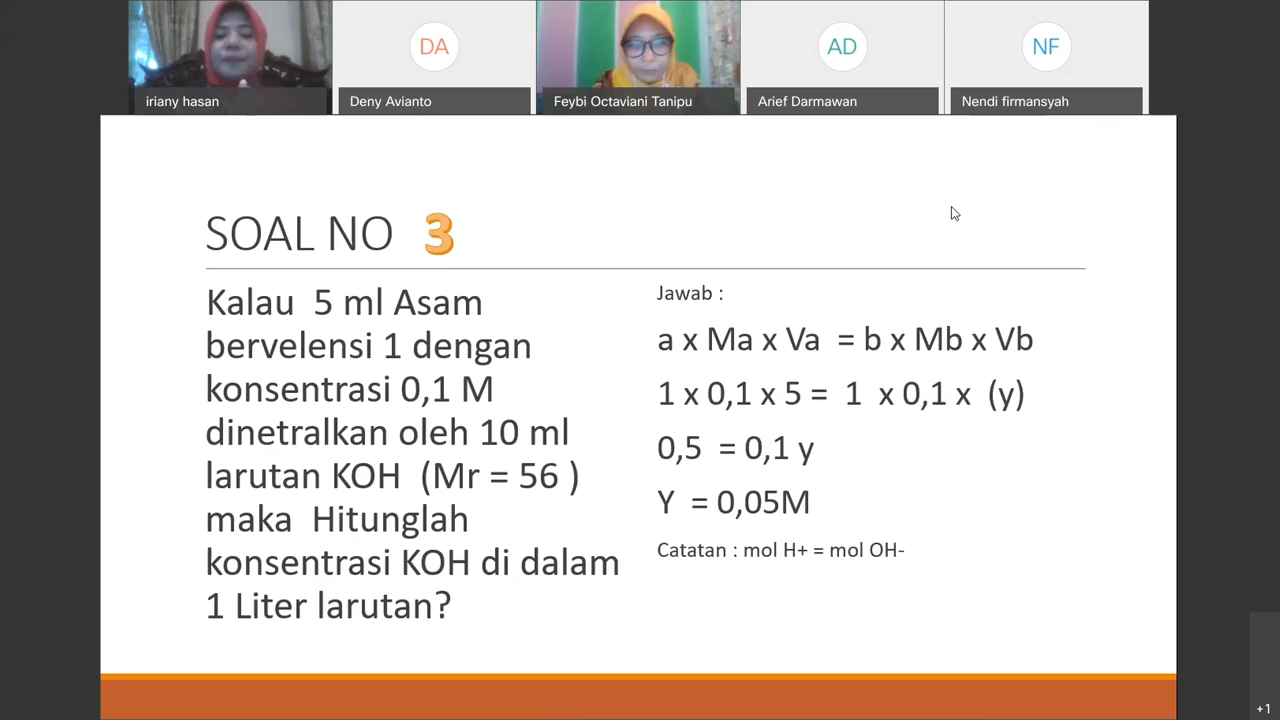 iriany hasan
DA
Deny Avianto
Feybi Octaviani Tanipu
AD
Arief Darmawan
NF
Nendi firmansyah
SOAL NO 3
Kalau 5 ml Asam
bervelensi 1 dengan
konsentrasi 0,1 M
dinetralkan oleh 10 ml
larutan KOH (Mr = 56 )
maka Hitunglah
konsentrasi KOH di dalam
1 Liter larutan?
Jawab :
a x Ma x Va = b x Mb x Vb
1 x 0,1 x 5 = 1 x 0,1 x (y)
0,5 = 0,1 y
Y = 0,05M
Catatan : mol H+ = mol OH-
+1